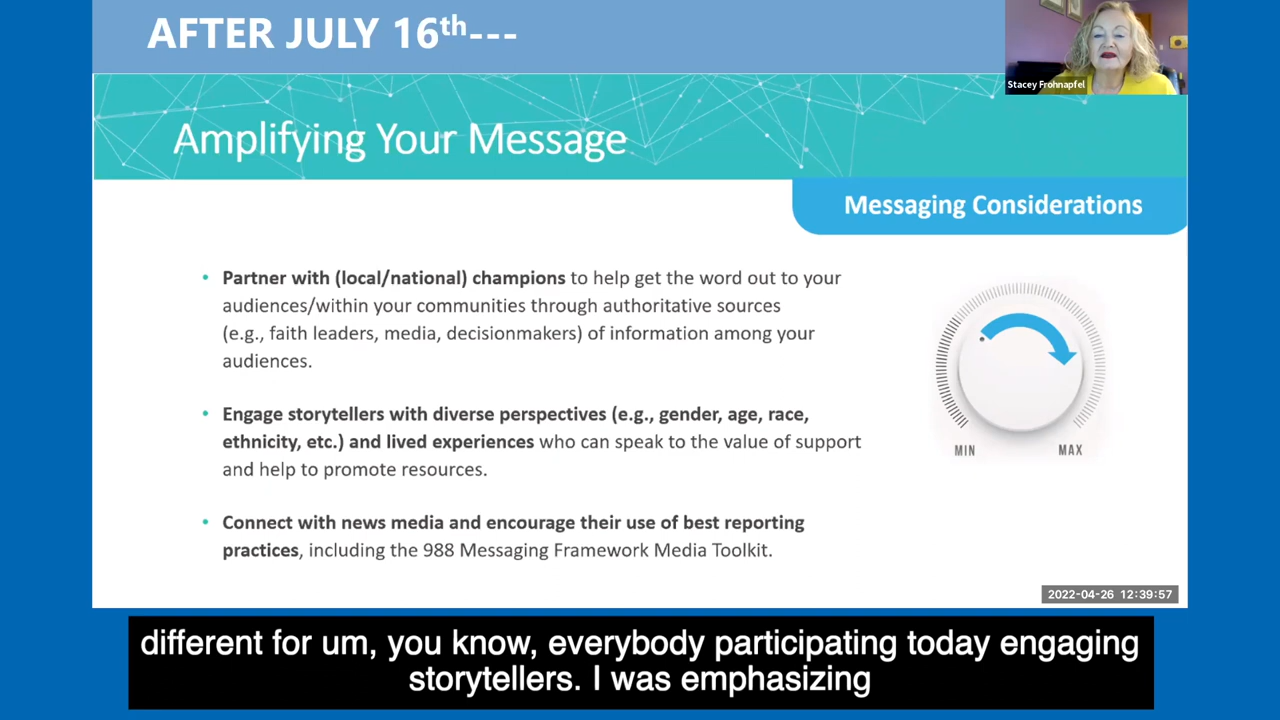 AFTER JULY 16th---
Stacey Frohnapfel
Amplifying Your Message
Messaging Considerations
• Partner with (local/national) champions to help get the word out to your
audiences/within your communities through authoritative sources
(e.g., faith leaders, media, decisionmakers) of information among your
audiences.
• Engage storytellers with diverse perspectives (e.g., gender, age, race,
ethnicity, etc.) and lived experiences who can speak to the value of support
and help to promote resources.
• Connect with news media and encourage their use of best reporting
practices, including the 988 Messaging Framework Media Toolkit.
MIN MAX
2022-04-26 12:39:57
different for um, you know, everybody participating today engaging
storytellers. I was emphasizing